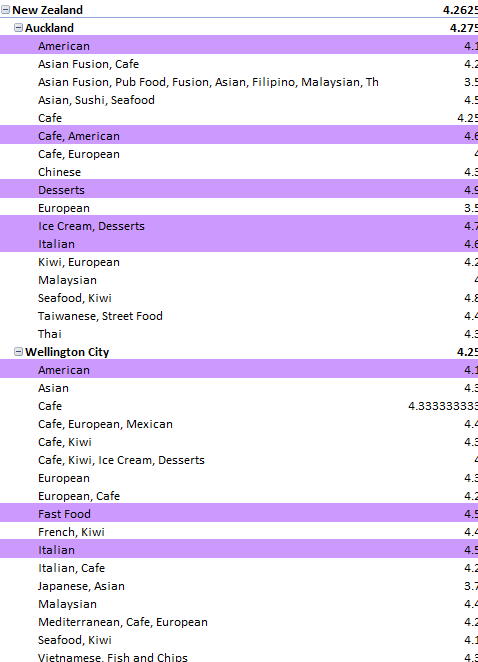 New Zealand 4.2625
Auckland 4.275
American 4.1
Asian Fusion, Cafe 4.2
Asian Fusion, Pub Food, Fusion, Asian, Filipino, Malaysian, Th 3.5
Asian, Sushi, Seafood 4.5
Cafe 4.25
Cafe, American 4.6
Cafe, European 4
Chinese 4.3
Desserts 4.9
European 3.5
Ice Cream, Desserts 4.7
Italian 4.6
Kiwi, European 4.2
Malaysian 4
Seafood, Kiwi 4.8
Taiwanese, Street Food 4.4
Thai 4.3
Wellington City 4.25
American 4.1
Asian 4.3
Cafe 4.333333333
Cafe, European, Mexican 4.4
Cafe, Kiwi 4.3
Cafe, Kiwi, Ice Cream, Desserts 4
European 4.3
European, Cafe 4.2
Fast Food 4.5
French, Kiwi 4.4
Italian 4.5
Italian, Cafe 4.2
Japanese, Asian 3.7
Malaysian 4.4
Mediterranean, Cafe, European 4.2
Seafood, Kiwi 4.1
Vietnamese, Fish and Chips 4.3